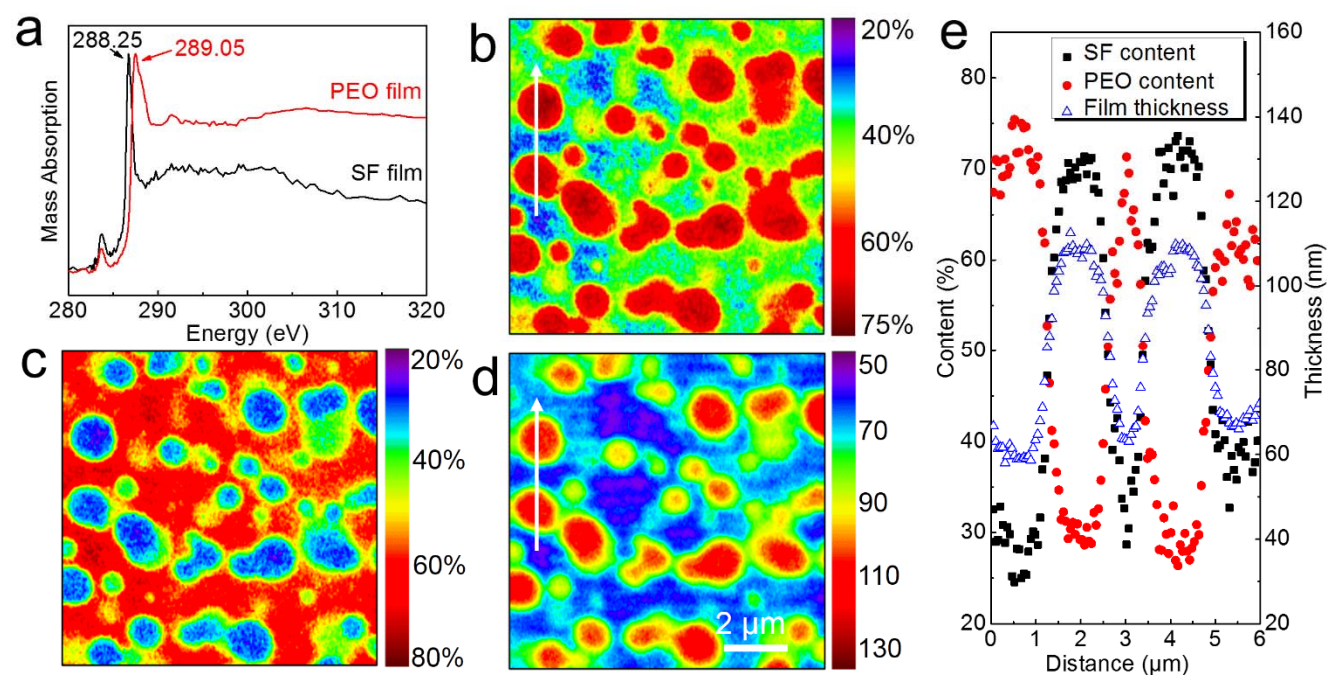 a
288.25
289.05
PEO film
SF film
Mass Absorption
280 290 300 310 320
Energy (eV)
b
20%
40%
60%
75%
c
20%
40%
60%
80%
d
50
70
90
110
130
2 µm
e
SF content
PEO content
Film thickness
80
70
60
50
40
30
20
Content (%)
160
140
120
100
80
60
40
20
Thickness (nm)
0 1 2 3 4 5 6
Distance (µm)